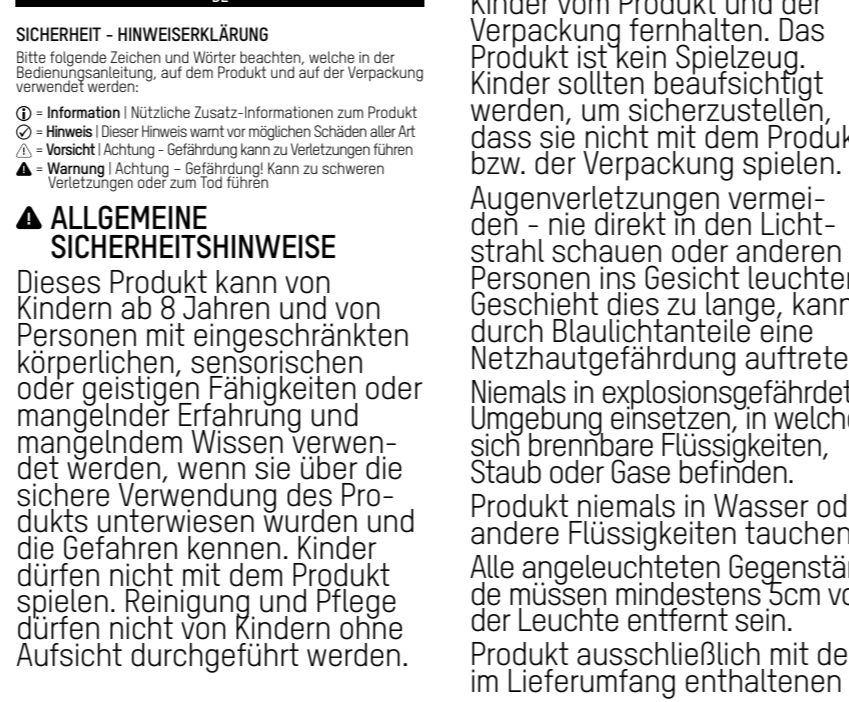 DE
SICHERHEIT - HINWEISERKLÄRUNG
Bitte folgende Zeichen und Wörter beachten, welche in der
Bedienungsanleitung, auf dem Produkt und auf der Verpackung
verwendet werden:
= Information | Nützliche Zusatz-Informationen zum Produkt
= Hinweis | Dieser Hinweis warnt vor möglichen Schäden aller Art
= Vorsicht | Achtung - Gefährdung kann zu Verletzungen führen
= Warnung | Achtung – Gefährdung! Kann zu schweren
Verletzungen oder zum Tod führen
ALLGEMEINE
SICHERHEITSHINWEISE
Dieses Produkt kann von
Kindern ab 8 Jahren und von
Personen mit eingeschränkten
körperlichen, sensorischen
oder geistigen Fähigkeiten oder
mangelnder Erfahrung und
mangelndem Wissen verwen-
det werden, wenn sie über die
sichere Verwendung des Pro-
dukts unterwiesen wurden und
die Gefahren kennen. Kinder
dürfen nicht mit dem Produkt
spielen. Reinigung und Pflege
dürfen nicht von Kindern ohne
Aufsicht durchgeführt werden.
Kinder vom Produkt und der
Verpackung fernhalten. Das
Produkt ist kein Spielzeug.
Kinder sollten beaufsichtigt
werden, um sicherzustellen,
dass sie nicht mit dem Produk
bzw. der Verpackung spielen.
Augenverletzungen vermei-
den - nie direkt in den Licht-
strahl schauen oder anderen
Personen ins Gesicht leuchten
Geschieht dies zu lange, kann
durch Blaulichtanteile eine
Netzhautgefährdung auftrete
Niemals in explosionsgefährdet
Umgebung einsetzen, in welche
sich brennbare Flüssigkeiten,
Staub oder Gase befinden.
Produkt niemals in Wasser od
andere Flüssigkeiten tauchen
Alle angeleuchteten Gegenstän
de müssen mindestens 5cm vo
der Leuchte entfernt sein.
Produkt ausschließlich mit de
im Lieferumfang enthaltenen